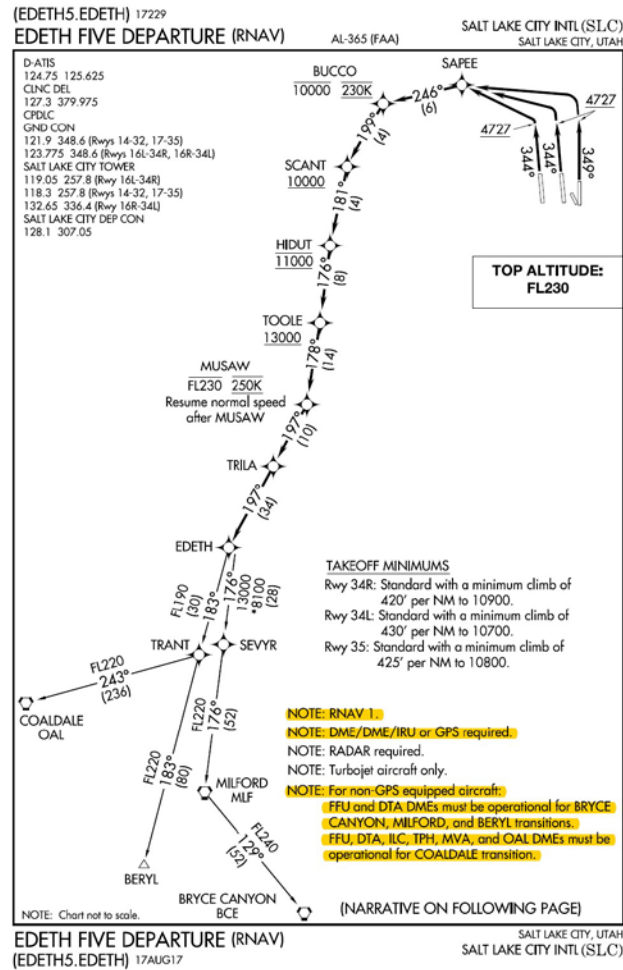 (EDETH5.EDETH) 17229
EDETH FIVE DEPARTURE (RNAV)
AL-365 (FAA)
SALT LAKE CITY INTL (SLC)
SALT LAKE CITY, UTAH
D-ATIS
124.75 125.625
CLNC DEL
127.3 379.975
CPDLC
GND CON
121.9 348.6 (Rwys 14-32, 17-35)
123.775 348.6 (Rwys 16L-34R, 16R-34L)
SALT LAKE CITY TOWER
119.05 257.8 (Rwy 16L-34R)
118.3 257.8 (Rwys 14-32, 17-35)
132.65 336.4 (Rwy 16R-34L)
SALT LAKE CITY DEP CON
128.1 307.05
SAPEE
BUCCO
10000 230K
246°
(6)
4727
4727
344°
344°
349°
199°
(4)
SCANT
10000
181°
(4)
HIDUT
11000
176°
(8)
TOP ALTITUDE:
FL230
TOOLE
13000
178°
(14)
MUSAW
FL230 250K
Resume normal speed
after MUSAW
197°
(10)
TRILA
197°
(34)
EDETH
FL190
183°
(30)
176°
13000
*8100
(28)
TAKEOFF MINIMUMS
Rwy 34R: Standard with a minimum climb of
420' per NM to 10900.
Rwy 34L: Standard with a minimum climb of
430' per NM to 10700.
Rwy 35: Standard with a minimum climb of
425' per NM to 10800.
TRANT
SEVYR
FL220
243°
(236)
COALDALE
OAL
FL220
183°
(80)
FL220
176°
(52)
MILFORD
MLF
FL240
129°
(52)
BERYL
BRYCE CANYON
BCE
NOTE: RNAV 1.
NOTE: DME/DME/IRU or GPS required.
NOTE: RADAR required.
NOTE: Turbojet aircraft only.
NOTE: For non-GPS equipped aircraft:
FFU and DTA DMEs must be operational for BRYCE
CANYON, MILFORD, and BERYL transitions.
FFU, DTA, ILC, TPH, MVA, and OAL DMEs must be
operational for COALDALE transition.
NOTE: Chart not to scale.
(NARRATIVE ON FOLLOWING PAGE)
EDETH FIVE DEPARTURE (RNAV)
(EDETH5.EDETH) 17AUG17
SALT LAKE CITY, UTAH
SALT LAKE CITY INTL (SLC)